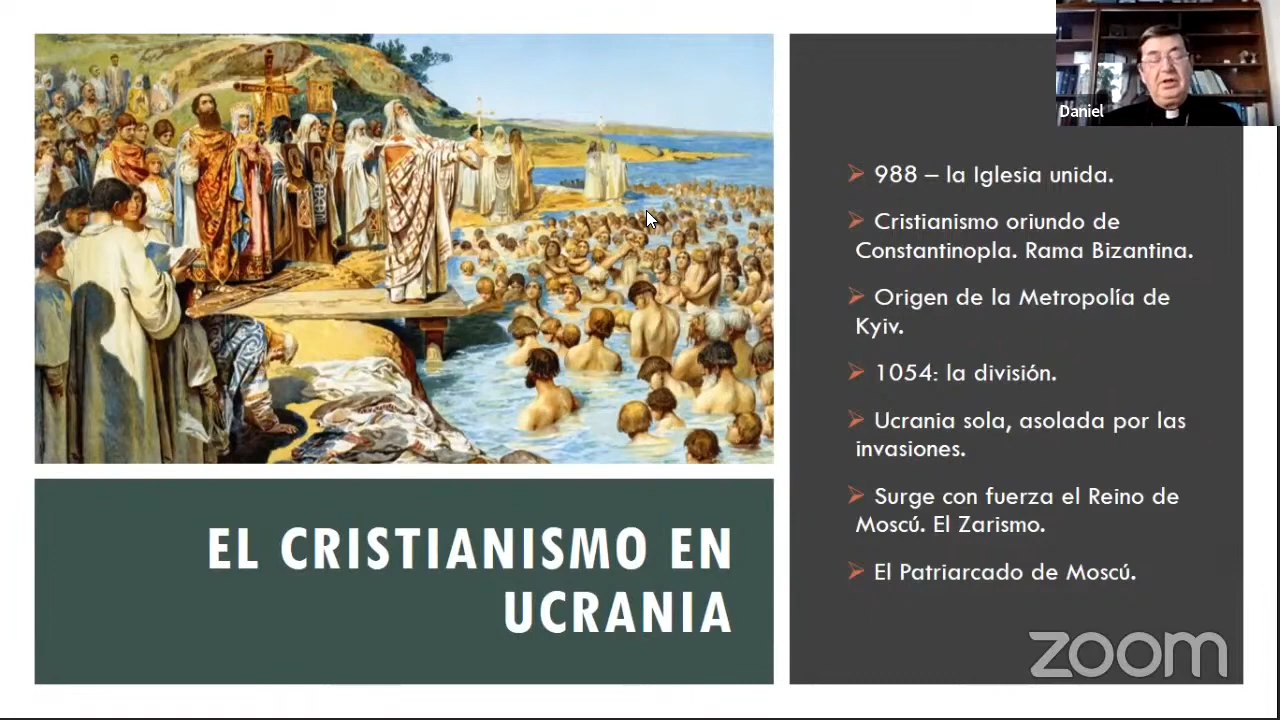 Daniel
➢ 988 – la Iglesia unida.
➢ Cristianismo oriundo de
Constantinopla. Rama Bizantina.
➢ Origen de la Metropolía de
Kyiv.
➢ 1054: la división.
➢ Ucrania sola, asolada por las
invasiones.
➢ Surge con fuerza el Reino de
Moscú. El Zarismo.
➢ El Patriarcado de Moscú.
EL CRISTIANISMO EN
UCRANIA
zoom